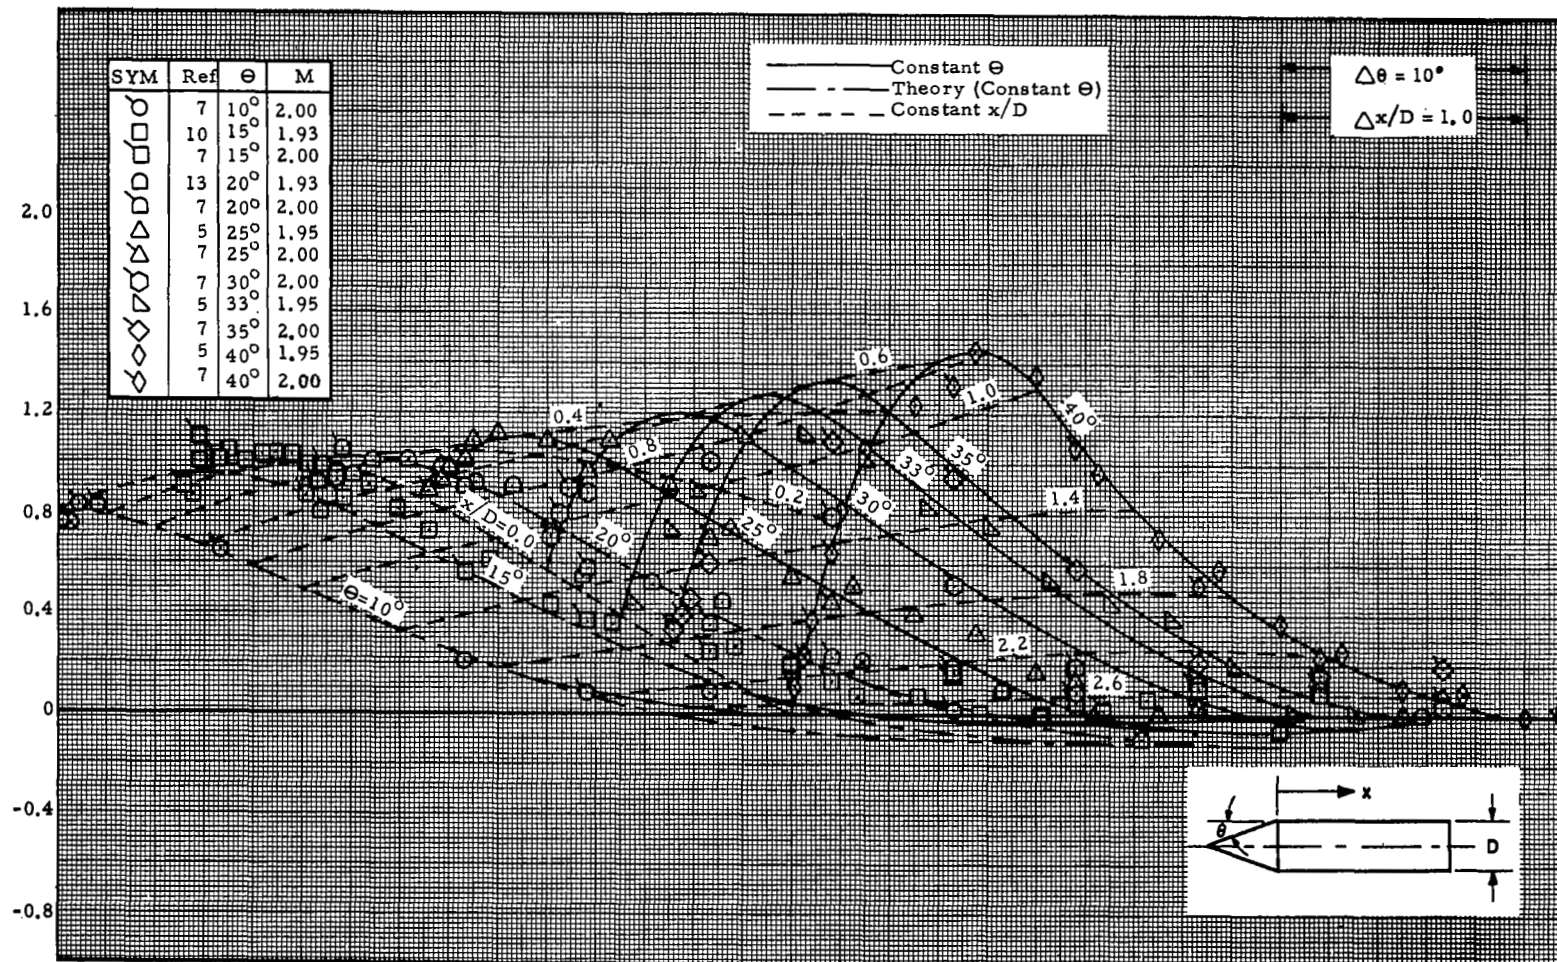 SYM Ref Θ M
7 10° 2.00
10 15° 1.93
7 15° 2.00
13 20° 1.93
7 20° 2.00
5 25° 1.95
7 25° 2.00
7 30° 2.00
5 33° 1.95
7 35° 2.00
5 40° 1.95
7 40° 2.00
Constant Θ
Theory (Constant Θ)
Constant x/D
△θ = 10°
△x/D = 1.0
2.0
1.6
1.2
0.8
0.4
0
-0.4
-0.8
0.6
1.0
0.4
40°
0.8
35°
33°
0.2
30°
1.4
x/D=0.0
20°
25°
15°
Θ=10°
1.8
2.2
2.6
x
θ
D